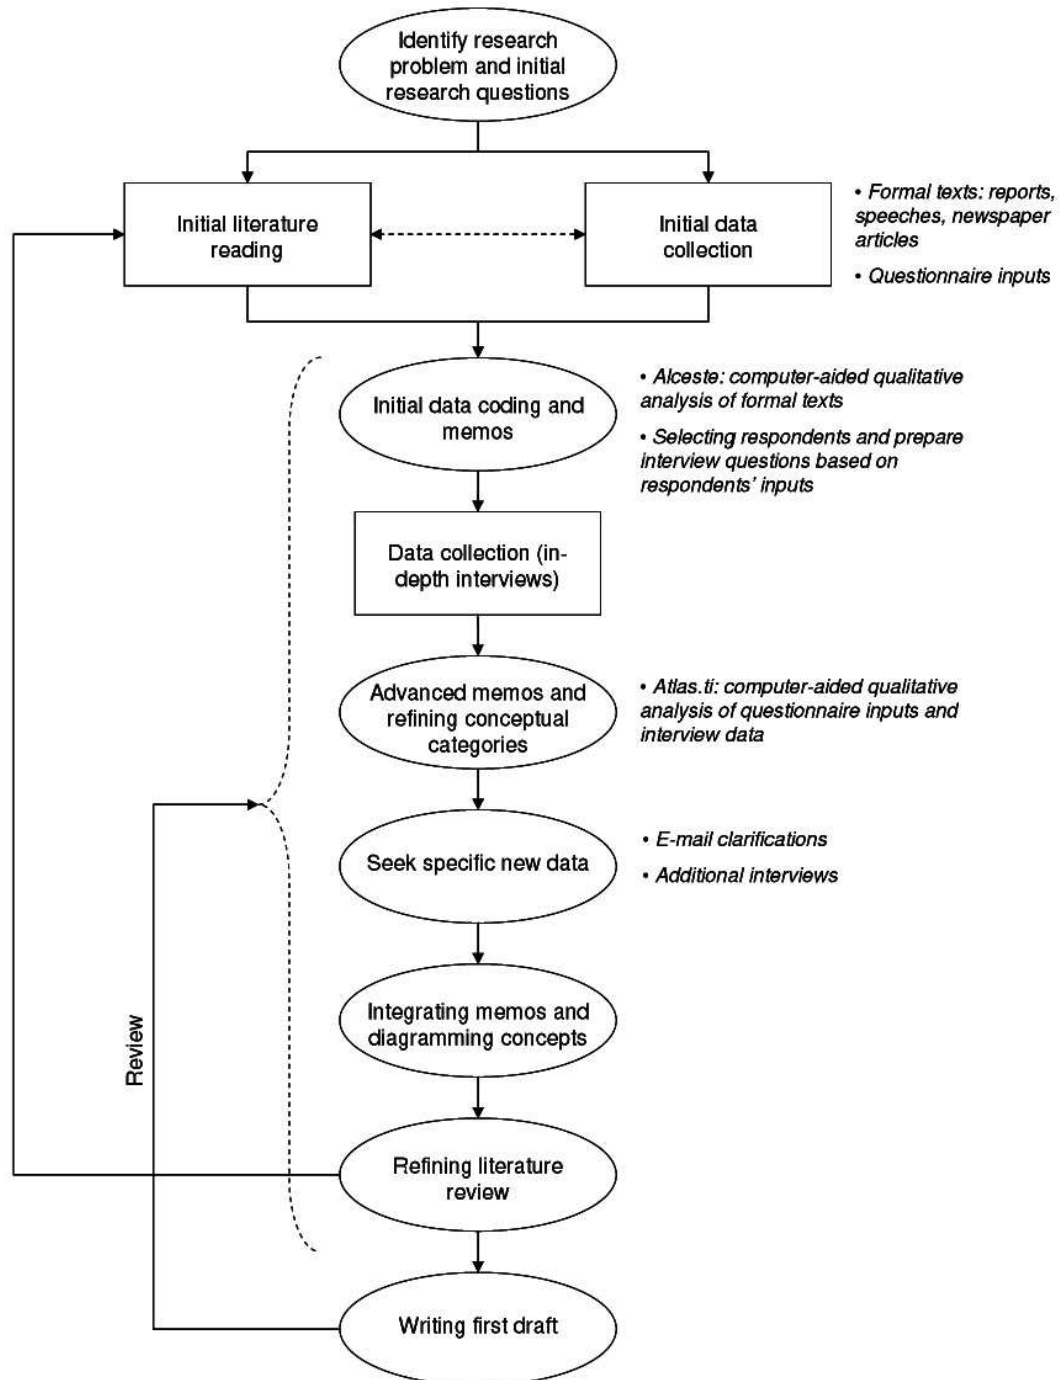 Identify research
problem and initial
research questions
Initial literature
reading
Initial data
collection
• Formal texts: reports,
speeches, newspaper
articles
• Questionnaire inputs
Initial data coding and
memos
• Alceste: computer-aided qualitative
analysis of formal texts
• Selecting respondents and prepare
interview questions based on
respondents' inputs
Data collection (in-
depth interviews)
Advanced memos and
refining conceptual
categories
• Atlas.ti: computer-aided qualitative
analysis of questionnaire inputs and
interview data
Seek specific new data
• E-mail clarifications
• Additional interviews
Integrating memos and
diagramming concepts
Review
Refining literature
review
Writing first draft